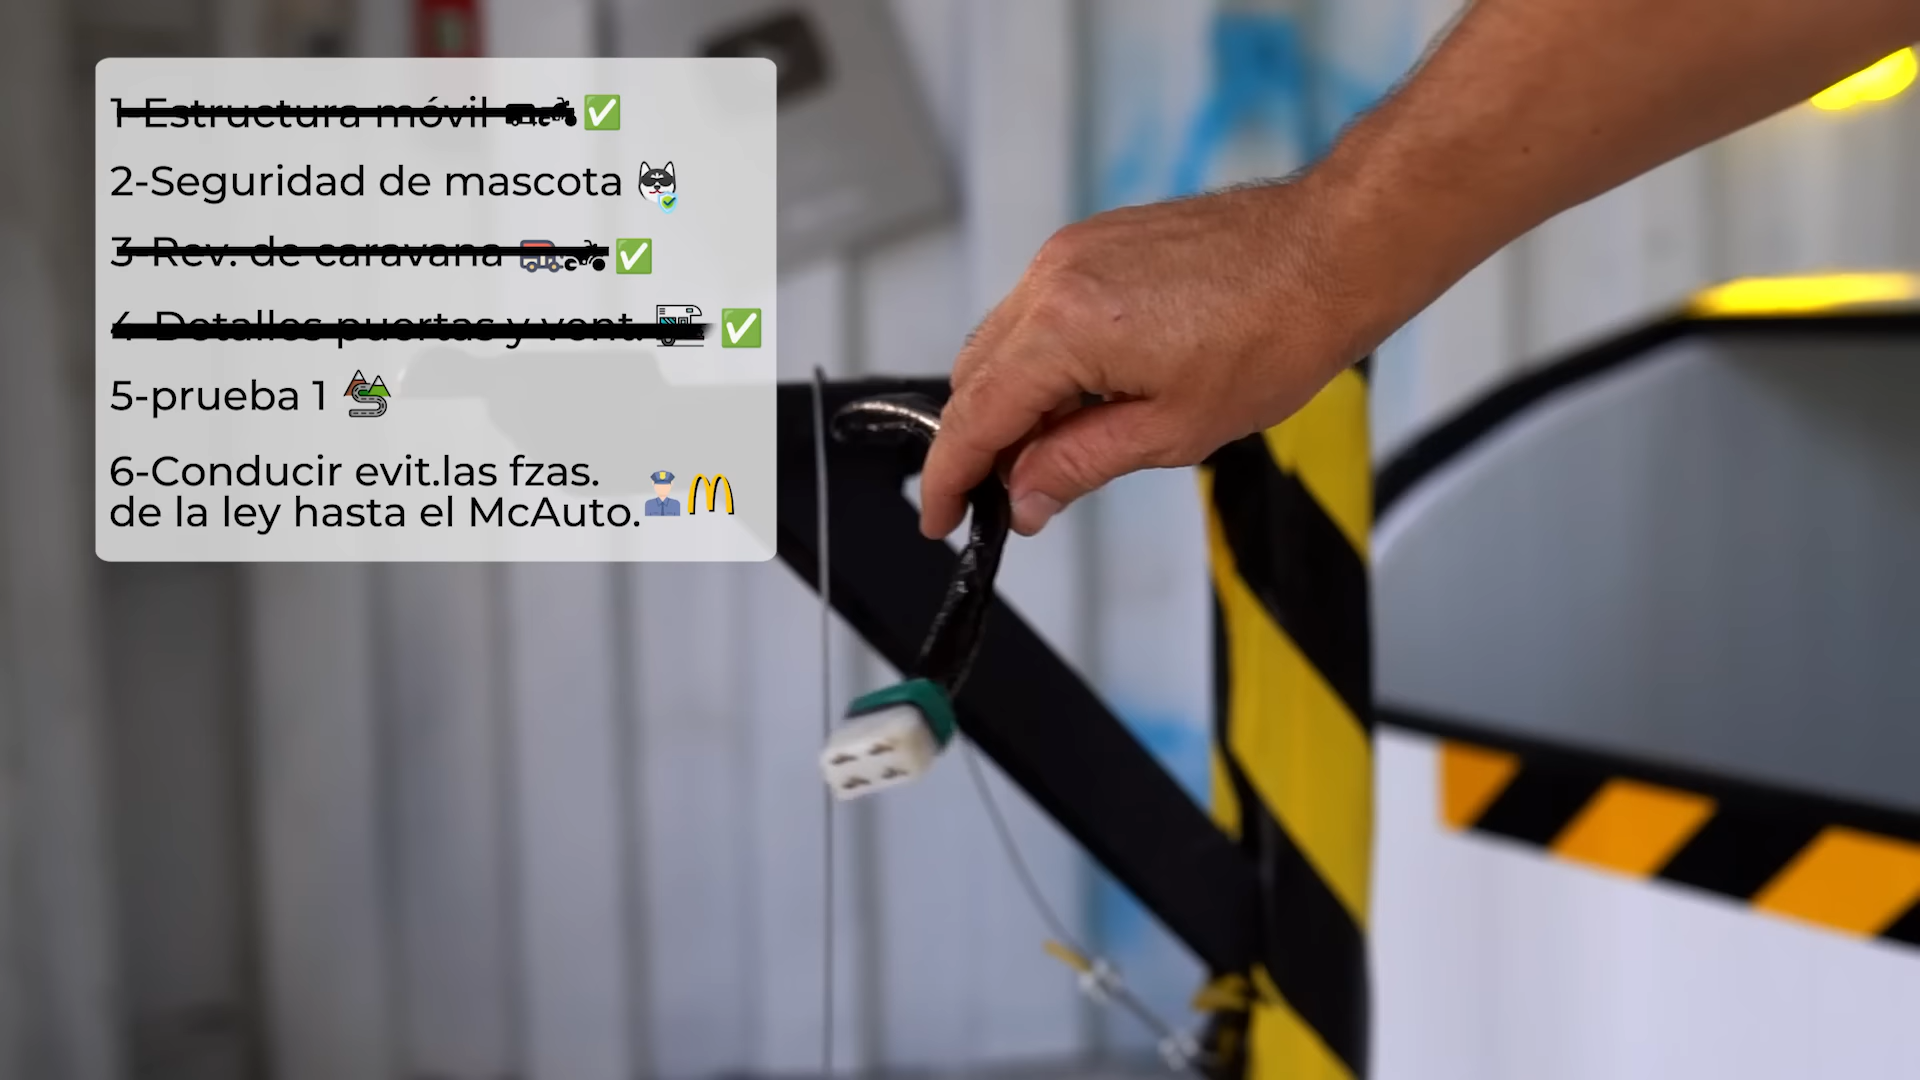 1-Estructura móvil
2-Seguridad de mascota
3-Rev. de caravana
4-Detalles puertas y vent.
5-prueba 1
6-Conducir evit.las fzas.
de la ley hasta el McAuto.